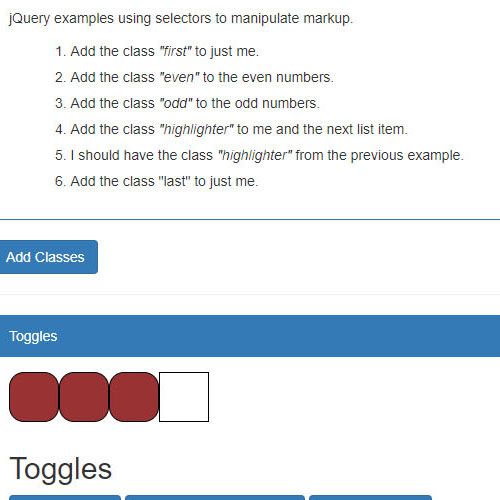 jQuery examples using selectors to manipulate markup.
1. Add the class "first" to just me.
2. Add the class "even" to the even numbers.
3. Add the class "odd" to the odd numbers.
4. Add the class "highlighter" to me and the next list item.
5. I should have the class "highlighter" from the previous example.
6. Add the class "last" to just me.
Add Classes
Toggles
Toggles